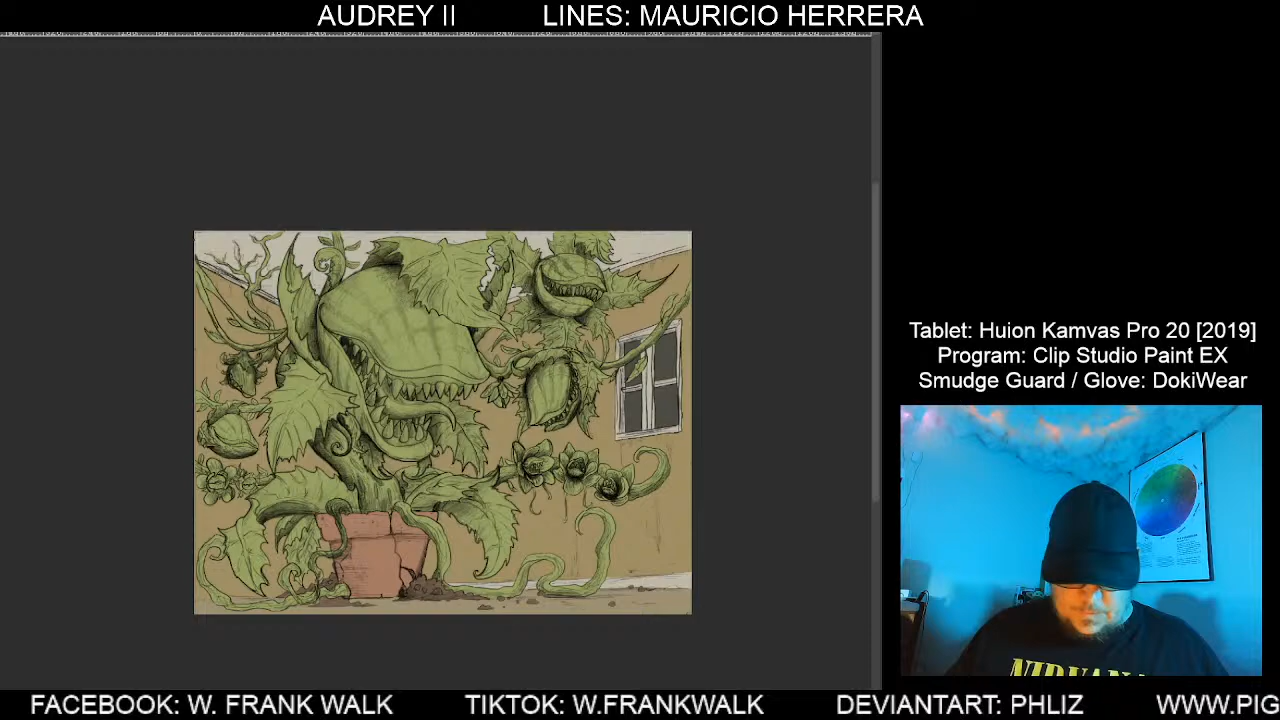 AUDREY II LINES: MAURICIO HERRERA
Tablet: Huion Kamvas Pro 20 [2019]
Program: Clip Studio Paint EX
Smudge Guard / Glove: DokiWear
NIRVANA
FACEBOOK: W. FRANK WALK TIKTOK: W.FRANKWALK DEVIANTART: PHLIZ WWW.PIG